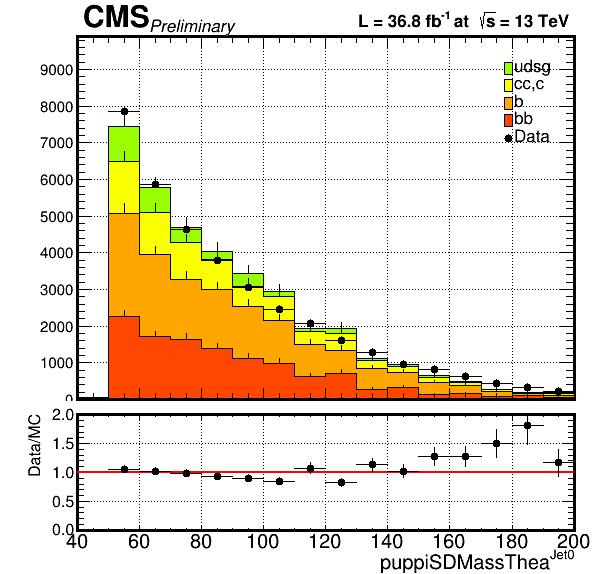 CMS Preliminary L = 36.8 fb⁻¹ at √s = 13 TeV
9000
8000
7000
6000
5000
4000
3000
2000
1000
0
udsg
cc,c
b
bb
Data
Data/MC
2.0
1.5
1.0
0.5
0.0
40 60 80 100 120 140 160 180 200
puppiSDMassThea^Jet0